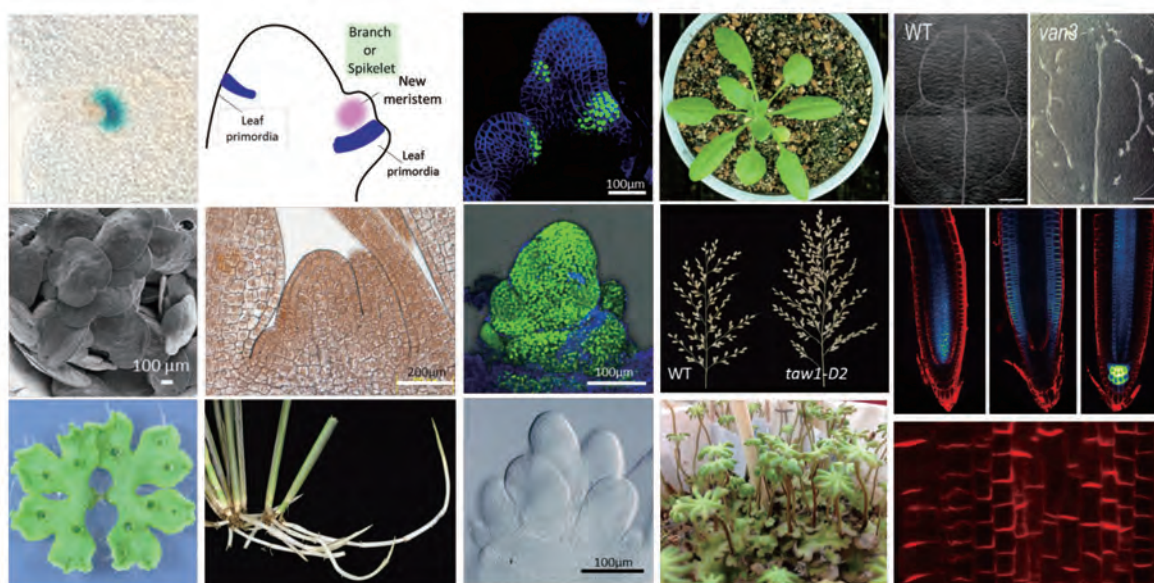 Branch
or
Spikelet
New
meristem
Leaf
primordia
Leaf
primordia
100µm
WT
van3
100 µm
200µm
100µm
WT
taw1-D2
100µm